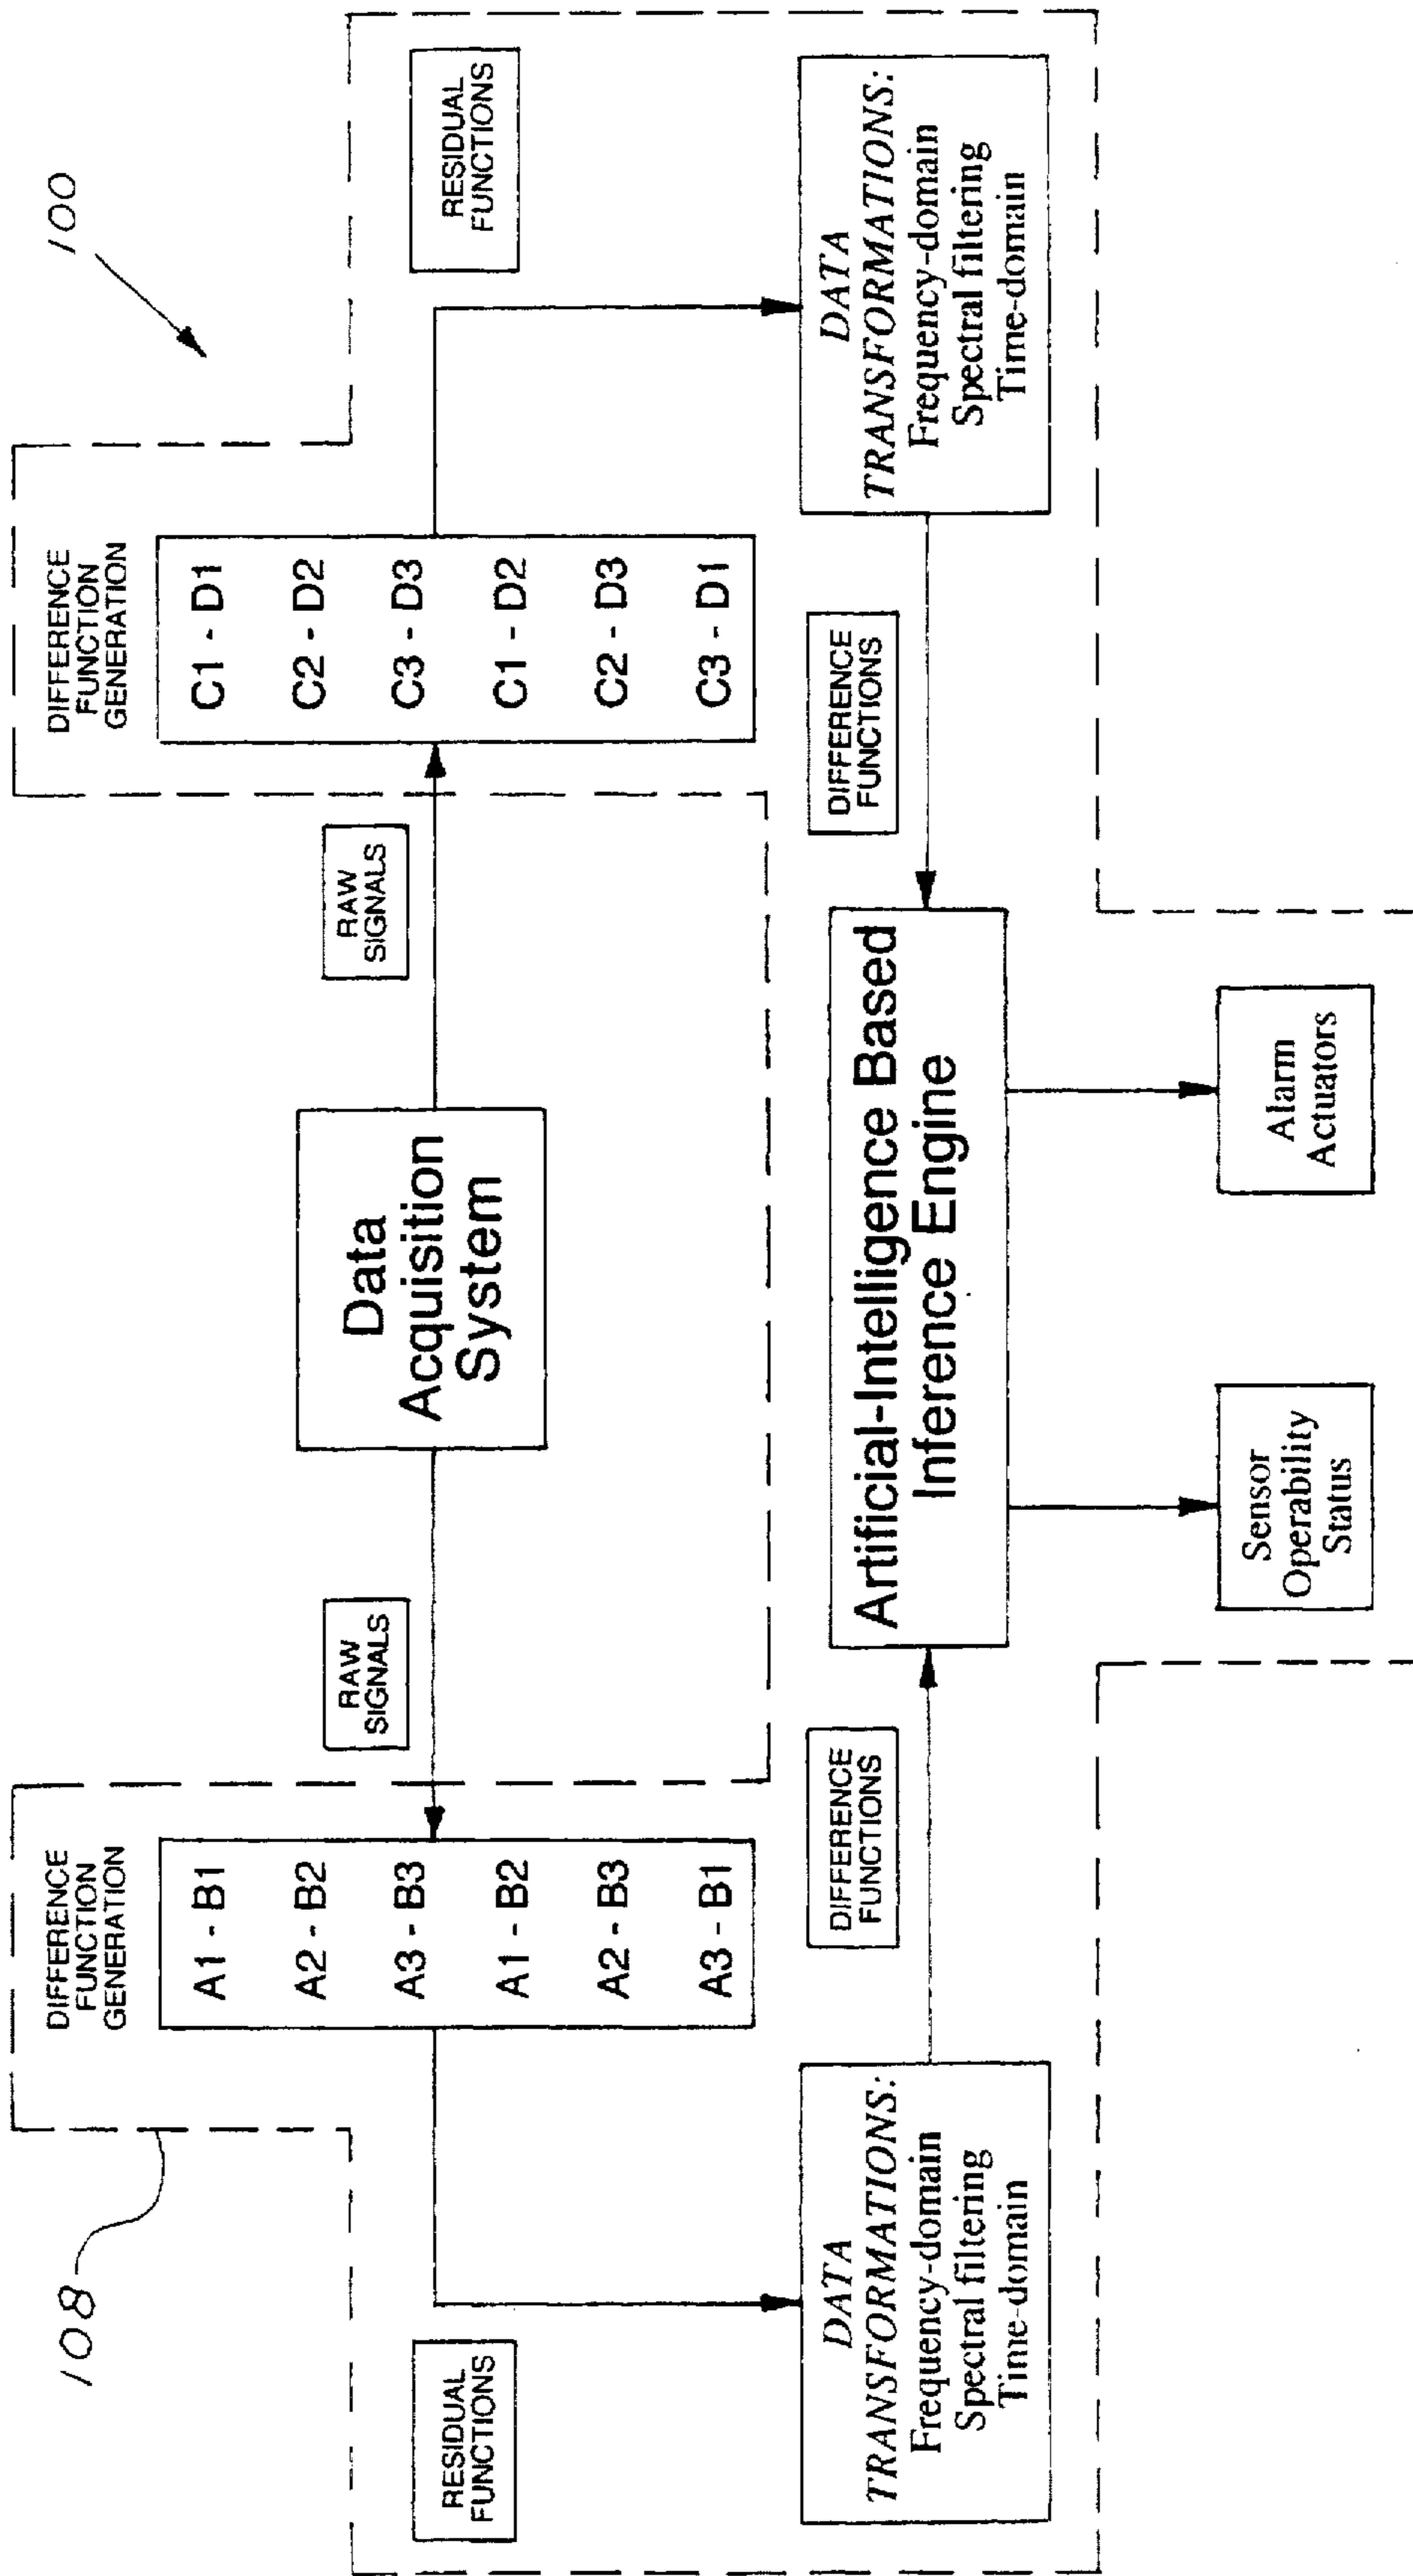 108
100
DIFFERENCE
FUNCTION
GENERATION
A1 - B1
A2 - B2
A3 - B3
A1 - B2
A2 - B3
A3 - B1
RAW
SIGNALS
Data
Acquisition
System
RAW
SIGNALS
DIFFERENCE
FUNCTION
GENERATION
C1 - D1
C2 - D2
C3 - D3
C1 - D2
C2 - D3
C3 - D1
RESIDUAL
FUNCTIONS
RESIDUAL
FUNCTIONS
DATA
TRANSFORMATIONS:
Frequency-domain
Spectral filtering
Time-domain
DIFFERENCE
FUNCTIONS
Artificial-Intelligence Based
Inference Engine
DIFFERENCE
FUNCTIONS
DATA
TRANSFORMATIONS:
Frequency-domain
Spectral filtering
Time-domain
Sensor
Operability
Status
Alarm
Actuators